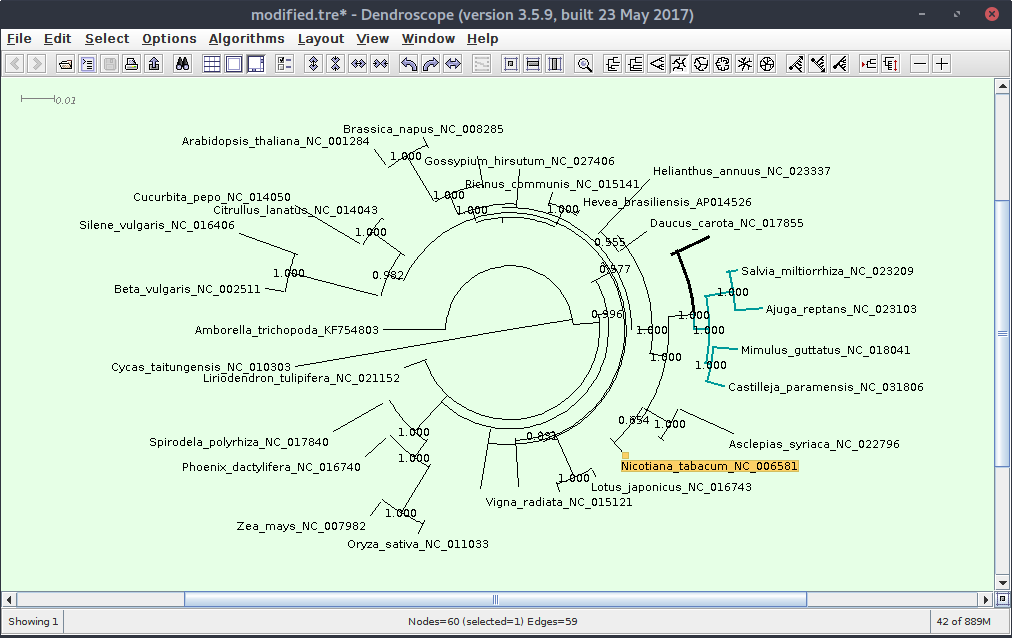 modified.tre* - Dendroscope (version 3.5.9, built 23 May 2017)
File Edit Select Options Algorithms Layout View Window Help
0.01
Brassica_napus_NC_008285
Arabidopsis_thaliana_NC_001284
1.000
Gossypium_hirsutum_NC_027406
Helianthus_annuus_NC_023337
Ricinus_communis_NC_015141
Cucurbita_pepo_NC_014050
1.000
Hevea_brasiliensis_AP014526
Citrullus_lanatus_NC_014043
1.000
1.000
Silene_vulgaris_NC_016406
Daucus_carota_NC_017855
1.000
0.555
1.000
0.982
0.977
Salvia_miltiorrhiza_NC_023209
Beta_vulgaris_NC_002511
1.000
Ajuga_reptans_NC_023103
0.996
1.000
Amborella_trichopoda_KF754803
1.000
1.000
Mimulus_guttatus_NC_018041
1.000
Cycas_taitungensis_NC_010303
1.000
Liriodendron_tulipifera_NC_021152
Castilleja_paramensis_NC_031806
0.654
1.000
1.000
0.881
Spirodela_polyrhiza_NC_017840
Asclepias_syriaca_NC_022796
1.000
Phoenix_dactylifera_NC_016740
Nicotiana_tabacum_NC_006581
1.000
Lotus_japonicus_NC_016743
Vigna_radiata_NC_015121
1.000
Zea_mays_NC_007982
Oryza_sativa_NC_011033
Showing 1
Nodes=60 (selected=1) Edges=59
42 of 889M